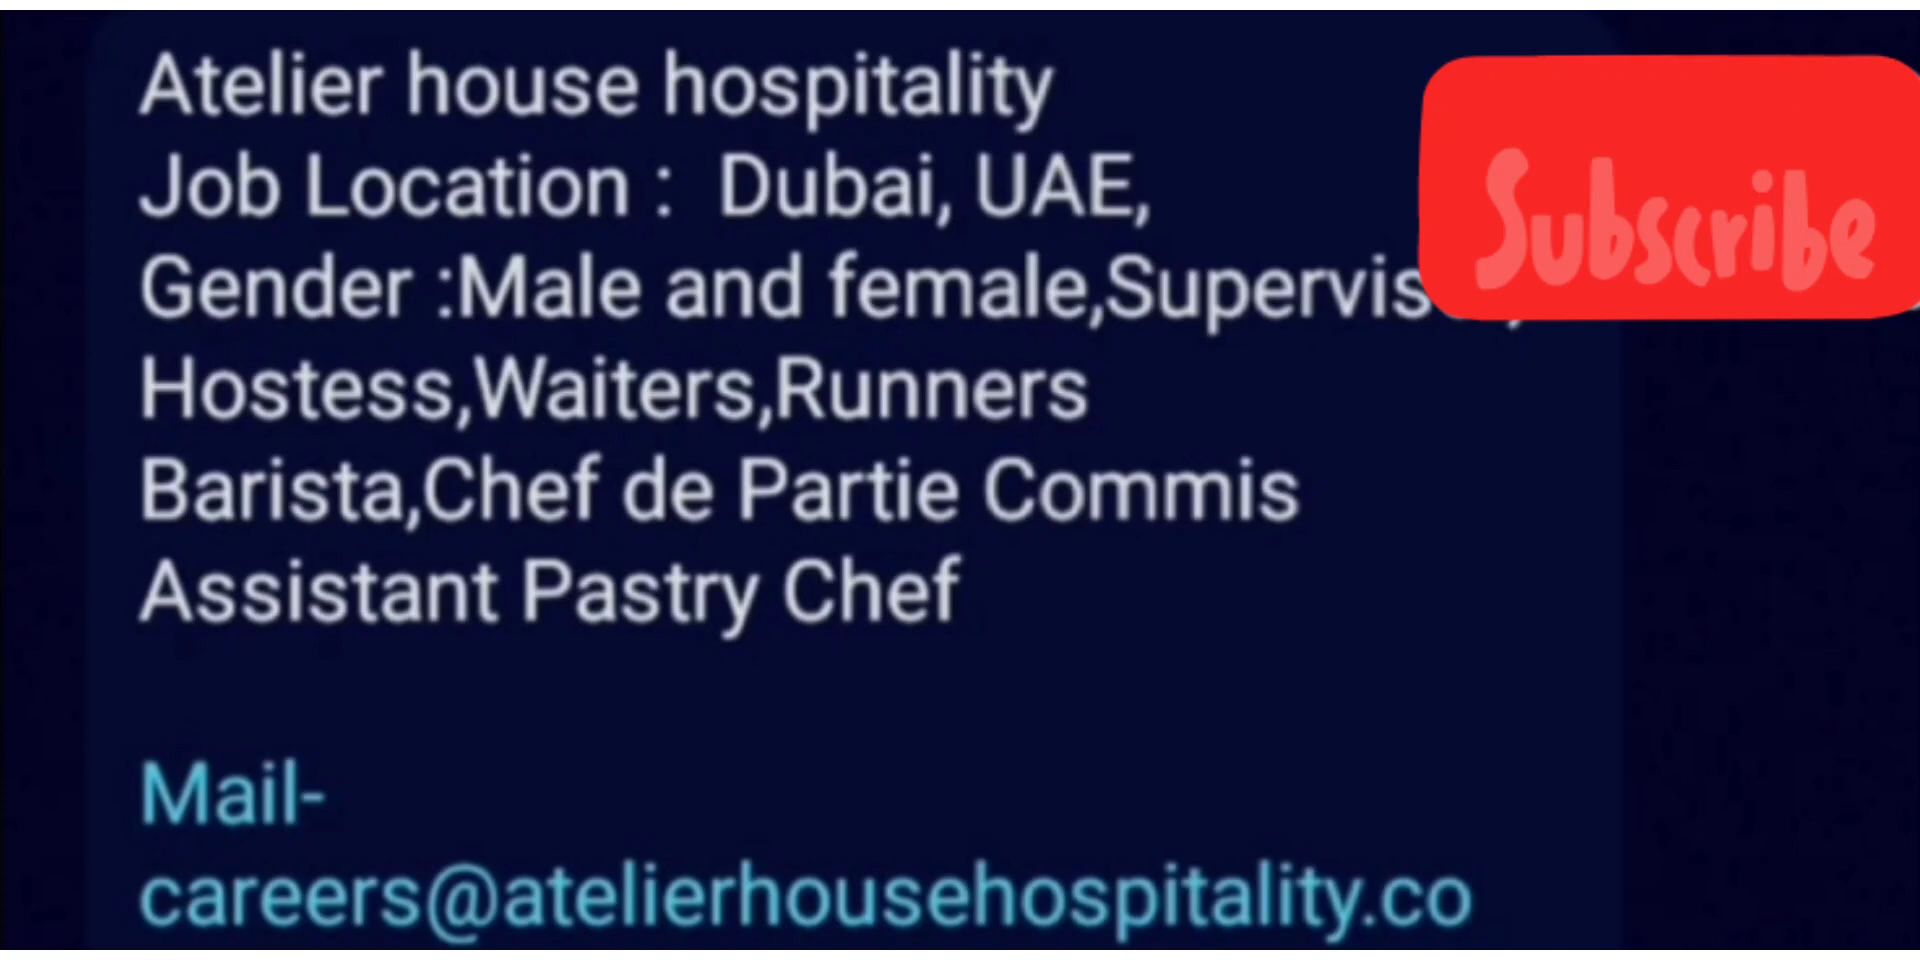 Atelier house hospitality
Job Location :  Dubai, UAE,
Subscribe
Gender :Male and female,
Hostess,Waiters,Runners
Barista,Chef de Partie Commis
Assistant Pastry Chef
Mail-
careers@atelierhousehospitality.co